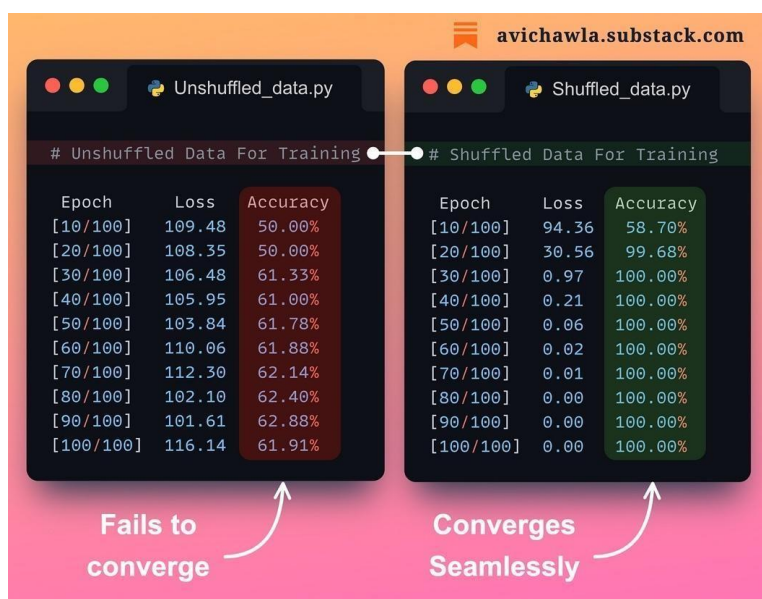 avichawla.substack.com
Unshuffled_data.py
# Unshuffled Data For Training
Epoch Loss Accuracy
[10/100] 109.48 50.00%
[20/100] 108.35 50.00%
[30/100] 106.48 61.33%
[40/100] 105.95 61.00%
[50/100] 103.84 61.78%
[60/100] 110.06 61.88%
[70/100] 112.30 62.14%
[80/100] 102.10 62.40%
[90/100] 101.61 62.88%
[100/100] 116.14 61.91%
Fails to
converge
Shuffled_data.py
# Shuffled Data For Training
Epoch Loss Accuracy
[10/100] 94.36 58.70%
[20/100] 30.56 99.68%
[30/100] 0.97 100.00%
[40/100] 0.21 100.00%
[50/100] 0.06 100.00%
[60/100] 0.02 100.00%
[70/100] 0.01 100.00%
[80/100] 0.00 100.00%
[90/100] 0.00 100.00%
[100/100] 0.00 100.00%
Converges
Seamlessly